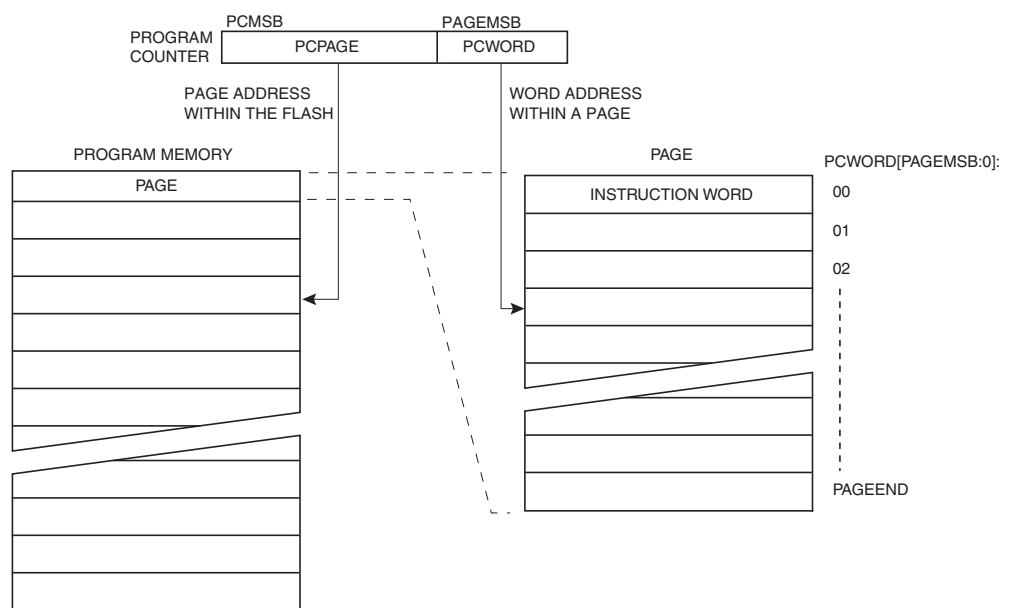 PCMSB
PAGEMSB
PROGRAM
COUNTER
PCPAGE
PCWORD
PAGE ADDRESS
WITHIN THE FLASH
WORD ADDRESS
WITHIN A PAGE
PROGRAM MEMORY
PAGE
PAGE
PCWORD[PAGEMSB:0]:
INSTRUCTION WORD
00
01
02
PAGEEND